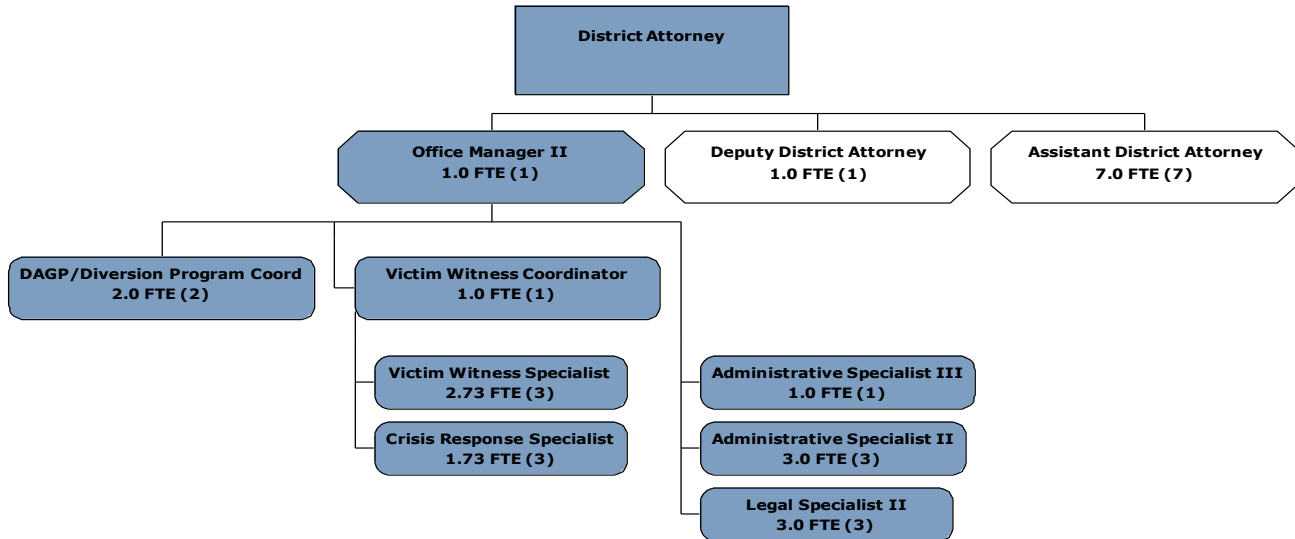 District Attorney
Office Manager II
1.0 FTE (1)
Deputy District Attorney
1.0 FTE (1)
Assistant District Attorney
7.0 FTE (7)
DAGP/Diversion Program Coord
2.0 FTE (2)
Victim Witness Coordinator
1.0 FTE (1)
Victim Witness Specialist
2.73 FTE (3)
Crisis Response Specialist
1.73 FTE (3)
Administrative Specialist III
1.0 FTE (1)
Administrative Specialist II
3.0 FTE (3)
Legal Specialist II
3.0 FTE (3)